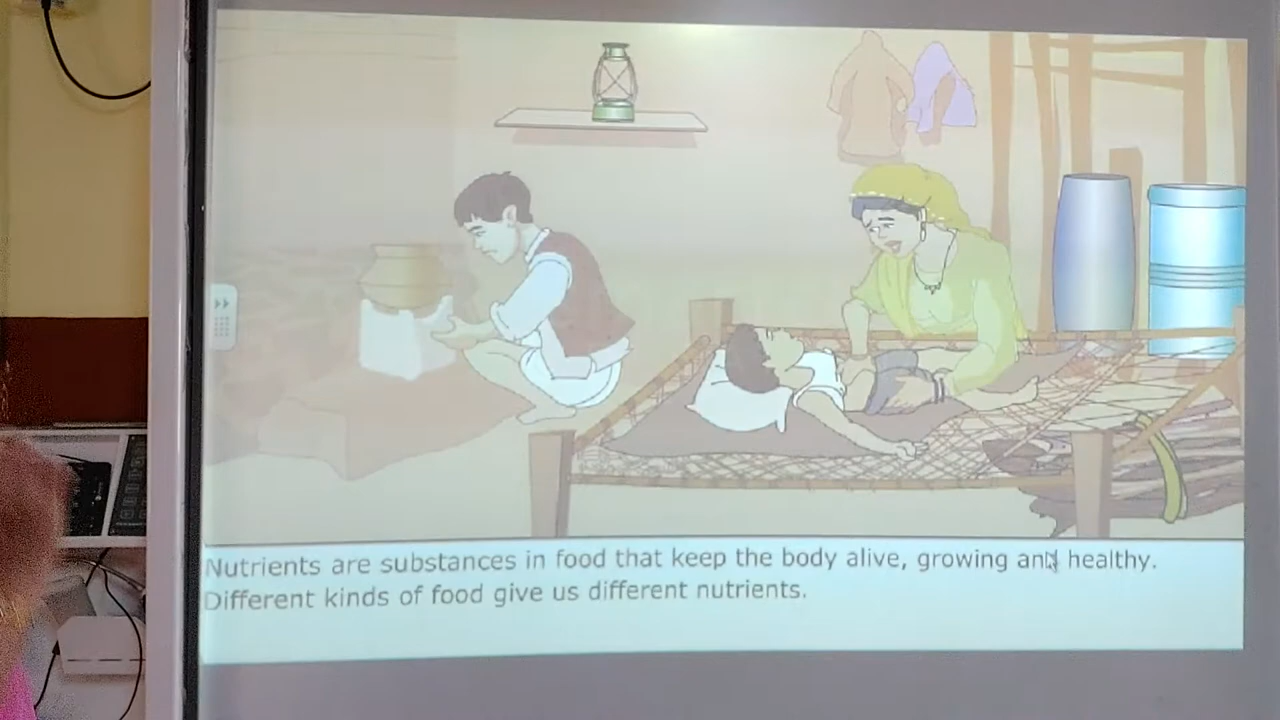 Nutrients are substances in food that keep the body alive, growing and healthy.
Different kinds of food give us different nutrients.